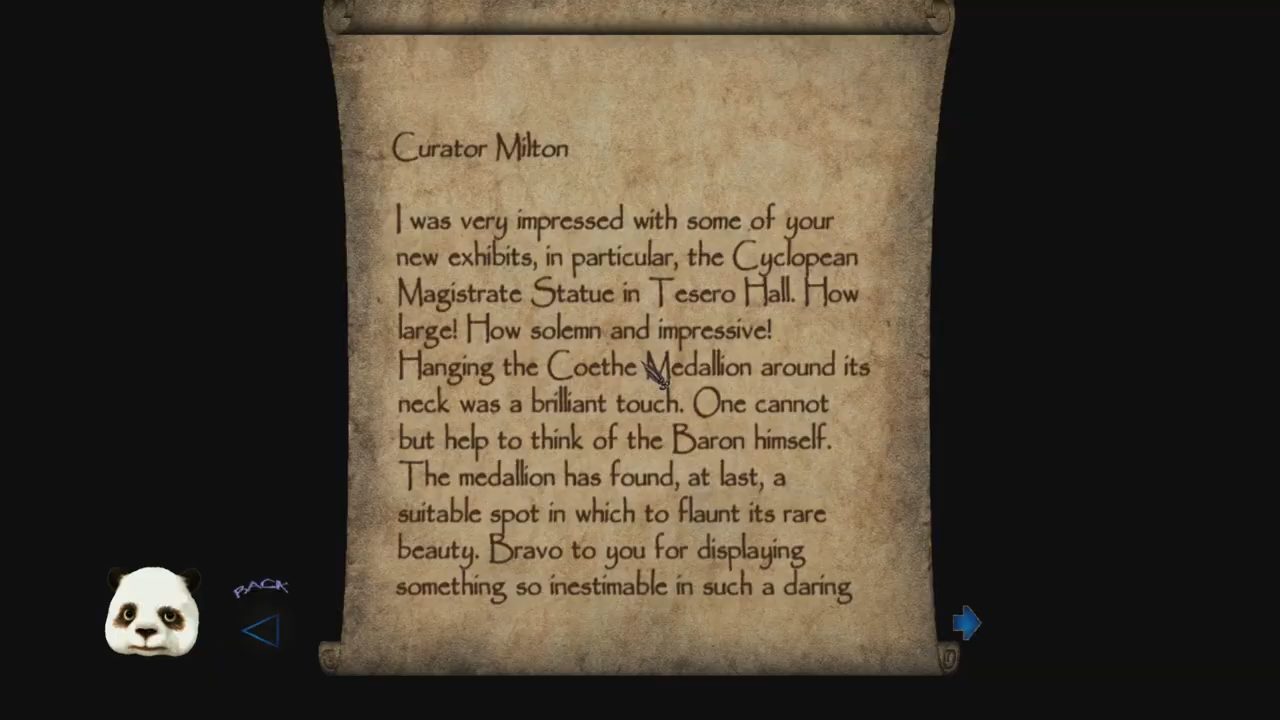 Curator Milton
I was very impressed with some of your
new exhibits, in particular, the Cyclopean
Magistrate Statue in Tesero Hall. How
large! How solemn and impressive!
Hanging the Coethe Medallion around its
neck was a brilliant touch. One cannot
but help to think of the Baron himself.
The medallion has found, at last, a
suitable spot in which to flaunt its rare
beauty. Bravo to you for displaying
something so inestimable in such a daring
BACK